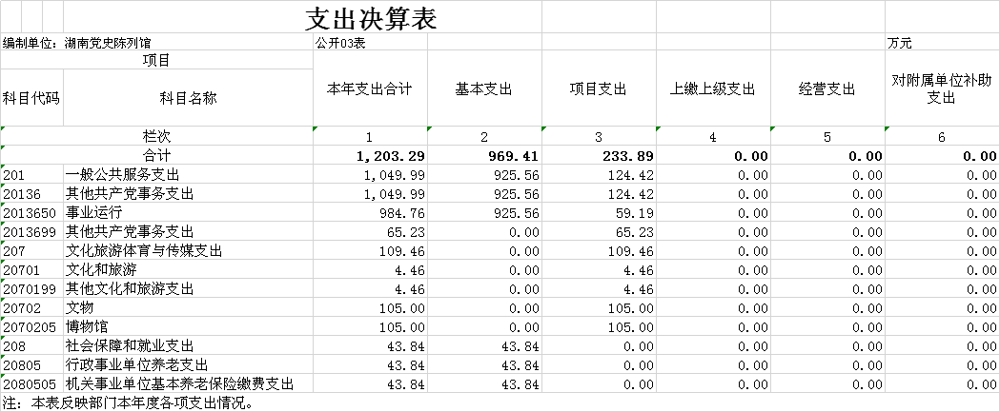 支出决算表
编制单位：湖南党史陈列馆 公开03表 万元
项目 本年支出合计 基本支出 项目支出 上缴上级支出 经营支出 对附属单位补助支出
科目代码 科目名称
栏次 1 2 3 4 5 6
合计 1,203.29 969.41 233.89 0.00 0.00 0.00
201 一般公共服务支出 1,049.99 925.56 124.42 0.00 0.00 0.00
20136 其他共产党事务支出 1,049.99 925.56 124.42 0.00 0.00 0.00
2013650 事业运行 984.76 925.56 59.19 0.00 0.00 0.00
2013699 其他共产党事务支出 65.23 0.00 65.23 0.00 0.00 0.00
207 文化旅游体育与传媒支出 109.46 0.00 109.46 0.00 0.00 0.00
20701 文化和旅游 4.46 0.00 4.46 0.00 0.00 0.00
2070199 其他文化和旅游支出 4.46 0.00 4.46 0.00 0.00 0.00
20702 文物 105.00 0.00 105.00 0.00 0.00 0.00
2070205 博物馆 105.00 0.00 105.00 0.00 0.00 0.00
208 社会保障和就业支出 43.84 43.84 0.00 0.00 0.00 0.00
20805 行政事业单位养老支出 43.84 43.84 0.00 0.00 0.00 0.00
2080505 机关事业单位基本养老保险缴费支出 43.84 43.84 0.00 0.00 0.00 0.00
注：本表反映部门本年度各项支出情况。